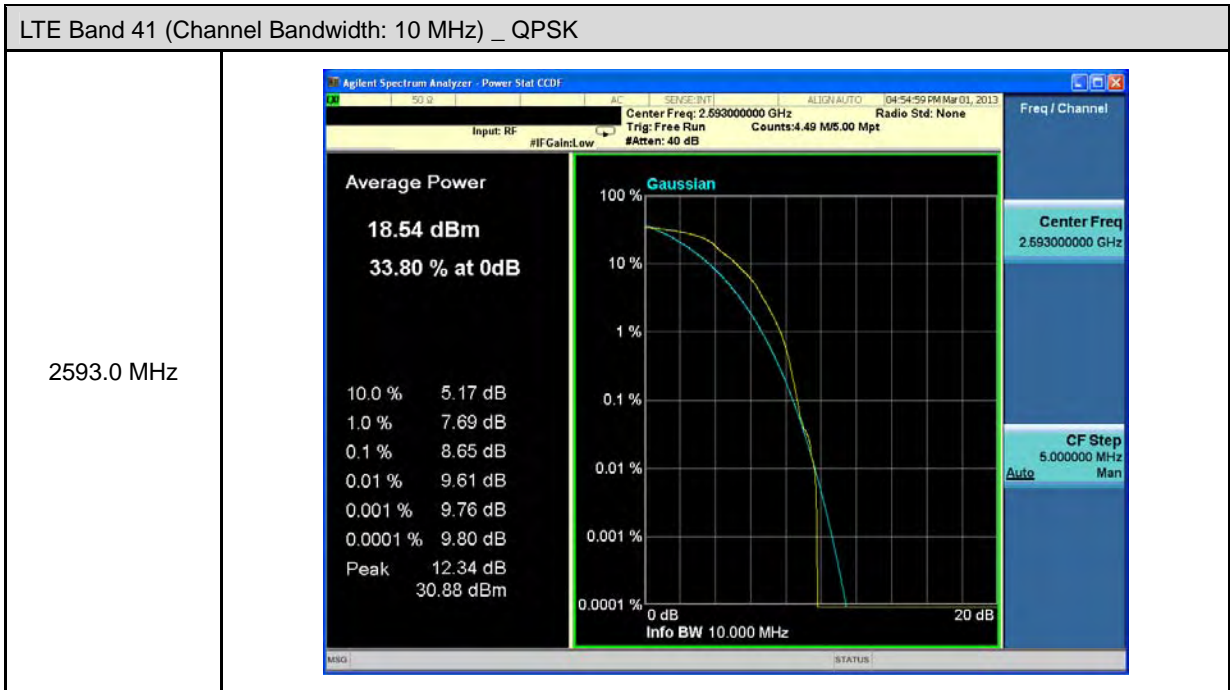 LTE Band 41 (Channel Bandwidth: 10 MHz) _ QPSK
2593.0 MHz
Agilent Spectrum Analyzer - Power Stat CCDF
50 Ω AC SENSE:INT ALIGN AUTO 04:54:59 PM Mar 01, 2013
Center Freq: 2.593000000 GHz Radio Std: None
Input: RF Trig: Free Run Counts:4.49 M/5.00 Mpt
#IFGain:Low #Atten: 40 dB
Freq / Channel
Average Power
18.54 dBm
33.80 % at 0dB
10.0 % 5.17 dB
1.0 % 7.69 dB
0.1 % 8.65 dB
0.01 % 9.61 dB
0.001 % 9.76 dB
0.0001 % 9.80 dB
Peak 12.34 dB
30.88 dBm
Gaussian
100 %
10 %
1 %
0.1 %
0.01 %
0.001 %
0.0001 %
0 dB 20 dB
Info BW 10.000 MHz
Center Freq
2.593000000 GHz
CF Step
5.000000 MHz
Auto Man
MSG STATUS